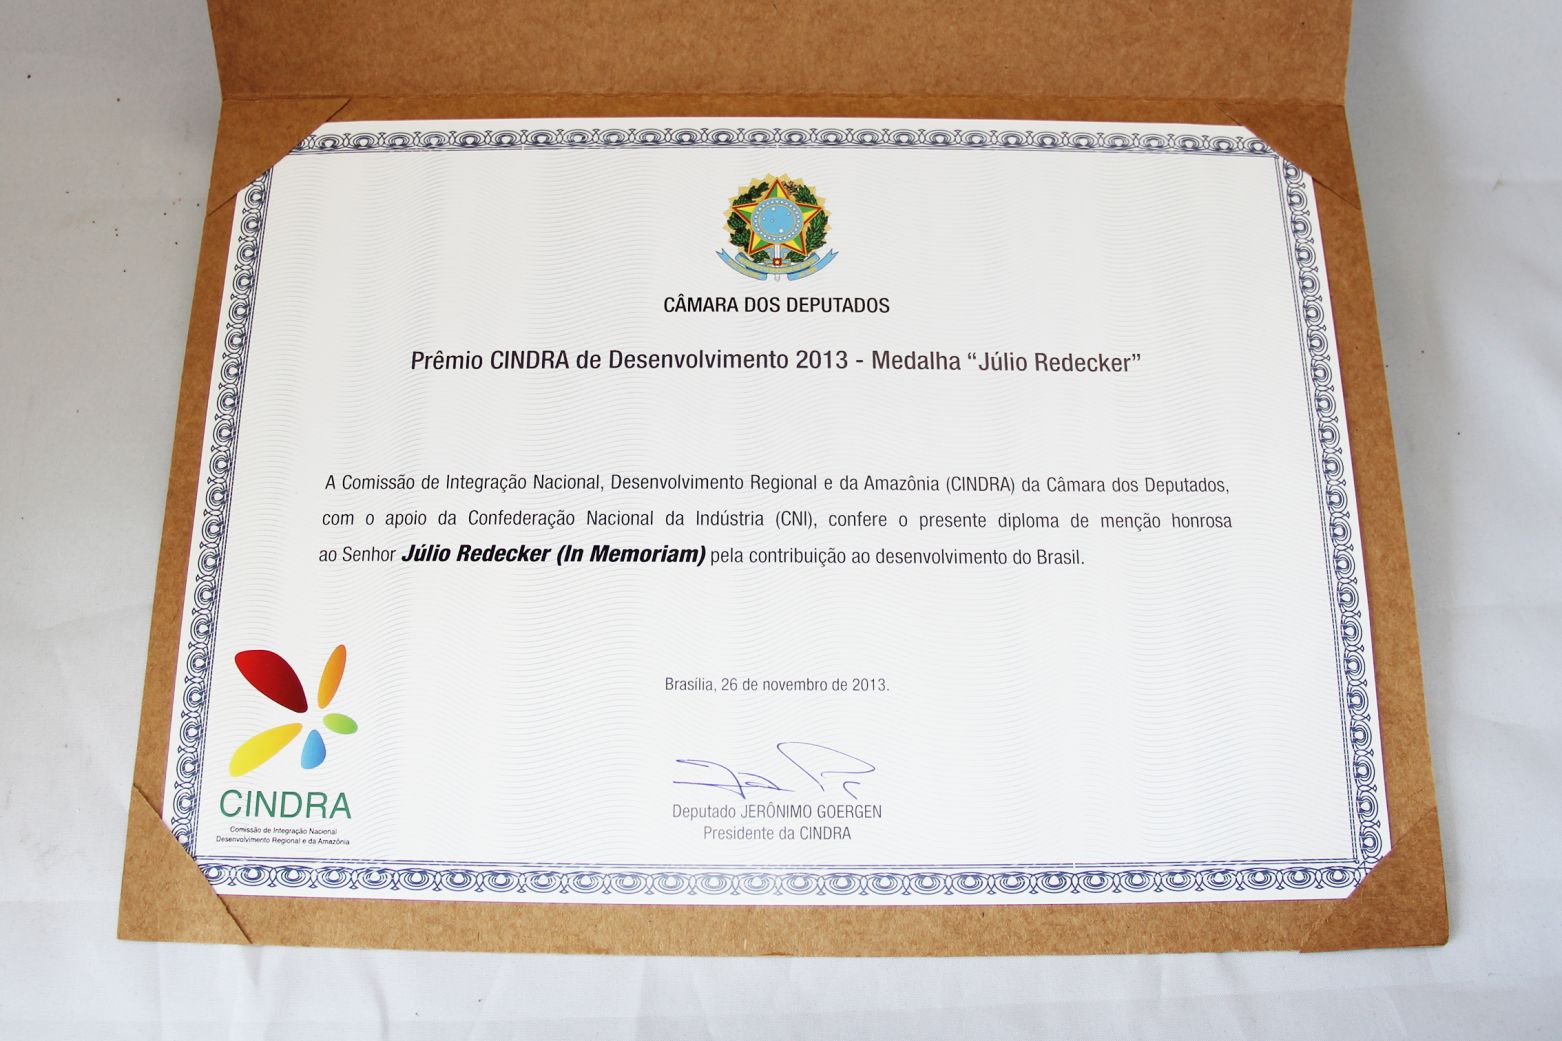 CÂMARA DOS DEPUTADOS
Prêmio CINDRA de Desenvolvimento 2013 - Medalha “Júlio Redecker”
A Comissão de Integração Nacional, Desenvolvimento Regional e da Amazônia (CINDRA) da Câmara dos Deputados,
com o apoio da Confederação Nacional da Indústria (CNI), confere o presente diploma de menção honrosa
ao Senhor Júlio Redecker (In Memoriam) pela contribuição ao desenvolvimento do Brasil.
Brasília, 26 de novembro de 2013.
Deputado JERÔNIMO GOERGEN
Presidente da CINDRA
CINDRA
Comissão de Integração Nacional
Desenvolvimento Regional e da Amazônia